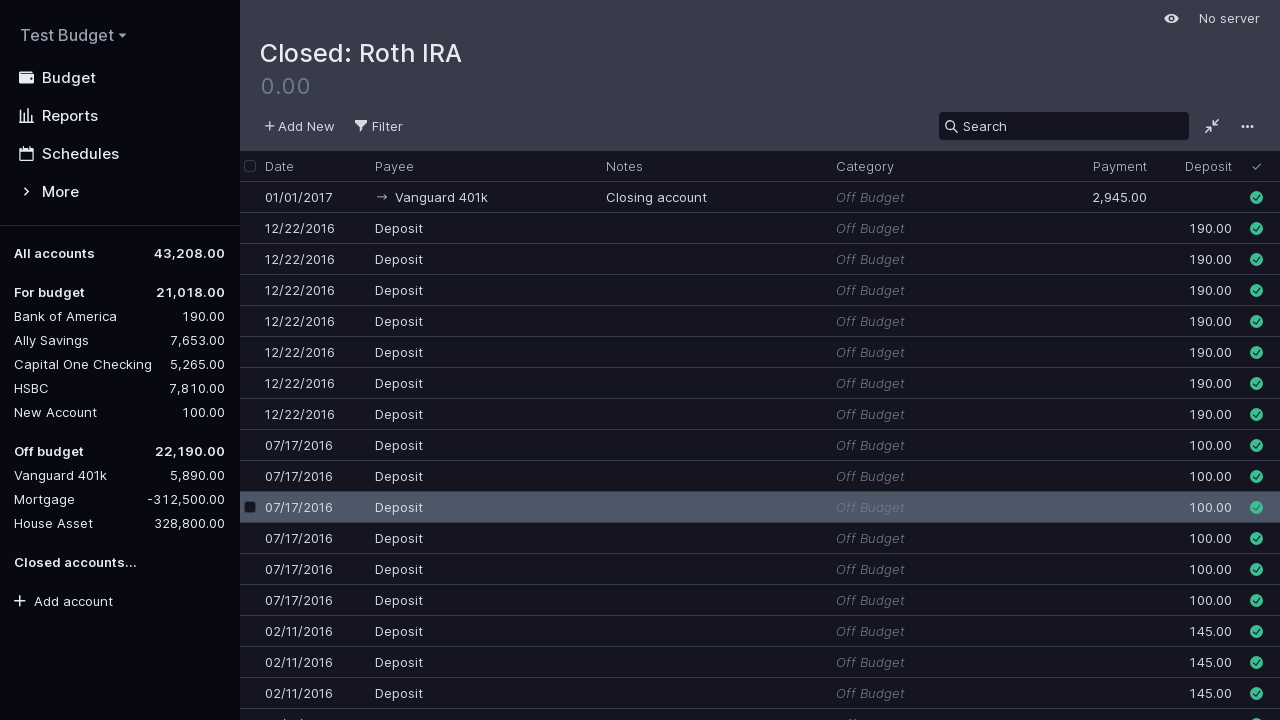 Test Budget
Budget
Reports
Schedules
More
All accounts 43,208.00
For budget 21,018.00
Bank of America 190.00
Ally Savings 7,653.00
Capital One Checking 5,265.00
HSBC 7,810.00
New Account 100.00
Off budget 22,190.00
Vanguard 401k 5,890.00
Mortgage -312,500.00
House Asset 328,800.00
Closed accounts...
Add account
No server
Closed: Roth IRA
0.00
Add New Filter Search
Date Payee Notes Category Payment Deposit
01/01/2017 → Vanguard 401k Closing account Off Budget 2,945.00
12/22/2016 Deposit Off Budget 190.00
12/22/2016 Deposit Off Budget 190.00
12/22/2016 Deposit Off Budget 190.00
12/22/2016 Deposit Off Budget 190.00
12/22/2016 Deposit Off Budget 190.00
12/22/2016 Deposit Off Budget 190.00
12/22/2016 Deposit Off Budget 190.00
07/17/2016 Deposit Off Budget 100.00
07/17/2016 Deposit Off Budget 100.00
07/17/2016 Deposit Off Budget 100.00
07/17/2016 Deposit Off Budget 100.00
07/17/2016 Deposit Off Budget 100.00
07/17/2016 Deposit Off Budget 100.00
02/11/2016 Deposit Off Budget 145.00
02/11/2016 Deposit Off Budget 145.00
02/11/2016 Deposit Off Budget 145.00